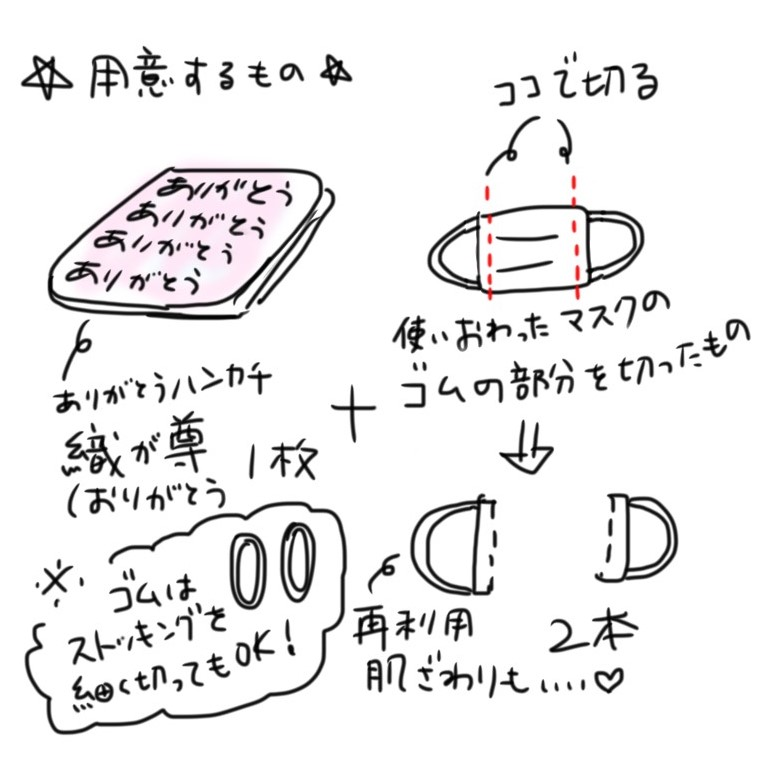 ☆用意するもの☆
ココで切る
ありがとう
ありがとう
ありがとう
ありがとう
ありがとうハンカチ
織が尊 1枚
(おりがとう
+
使いおわったマスクの
ゴムの部分を切ったもの
⇓
※ ゴムは
ストッキングを
細く切ってもOK!
再利用
肌ざわりも....♡
2本